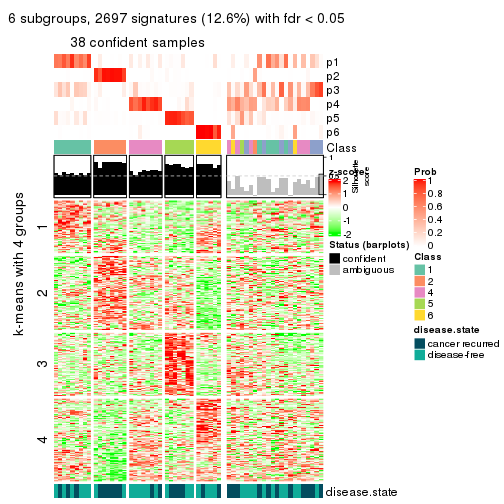 6 subgroups, 2697 signatures (12.6%) with fdr < 0.05
38 confident samples
p1
p2
p3
p4
p5
p6
Class
1
Silhouette
score
z-score
2
1
0
-1
-2
Status (barplots)
confident
ambiguous
k-means with 4 groups
1
2
3
4
Prob
1
0.8
0.6
0.4
0.2
0
Class
1
2
4
5
6
disease.state
cancer recurred
disease-free
disease.state